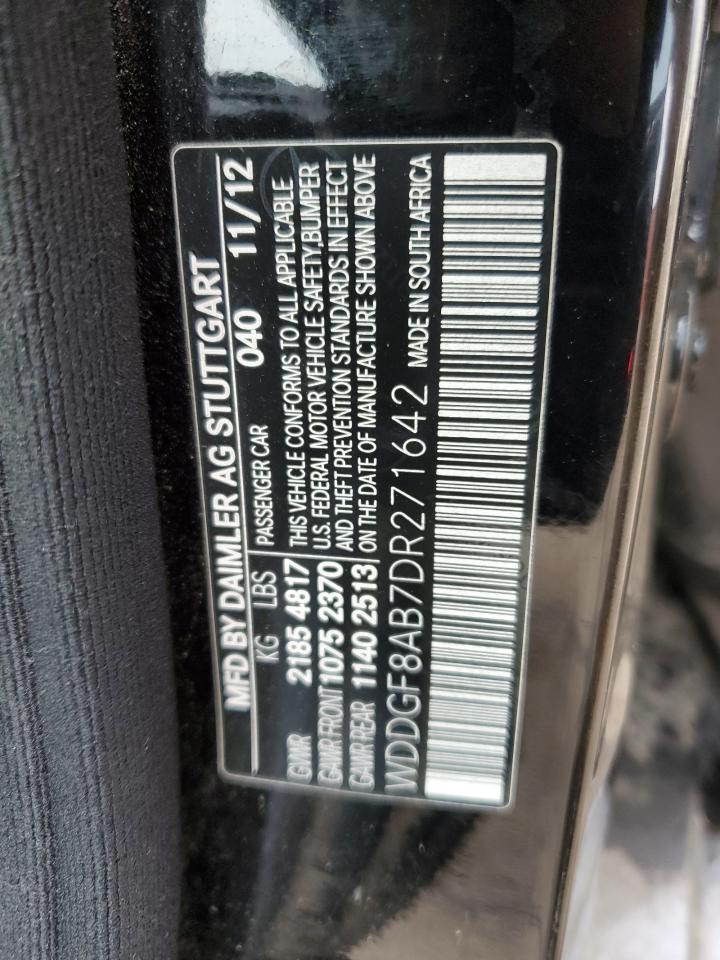 MFD BY DAIMLER AG STUTTGART
KG LBS PASSENGER CAR 040 11/12
GVWR 2185 4817 THIS VEHICLE CONFORMS TO ALL APPLICABLE
GAWR FRONT 1075 2370 U.S. FEDERAL MOTOR VEHICLE SAFETY,BUMPER
GAWR REAR 1140 2513 AND THEFT PREVENTION STANDARDS IN EFFECT
ON THE DATE OF MANUFACTURE SHOWN ABOVE
WDDGF8AB7DR271642 MADE IN SOUTH AFRICA